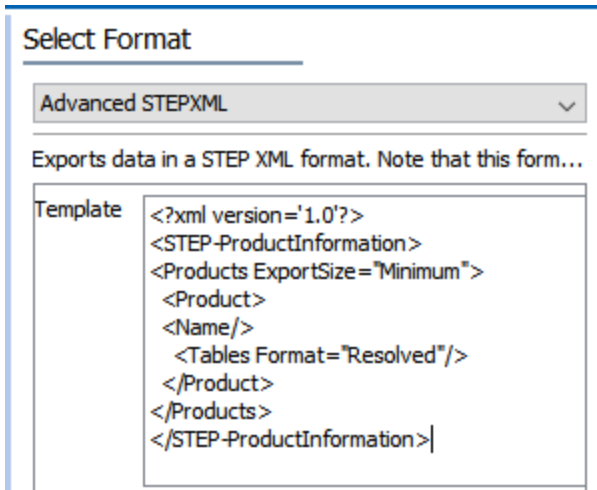 Select Format
Advanced STEPXML
Exports data in a STEP XML format. Note that this form...
Template
<?xml version='1.0'?>
<STEP-ProductInformation>
<Products ExportSize="Minimum">
<Product>
<Name/>
<Tables Format="Resolved"/>
</Product>
</Products>
</STEP-ProductInformation>